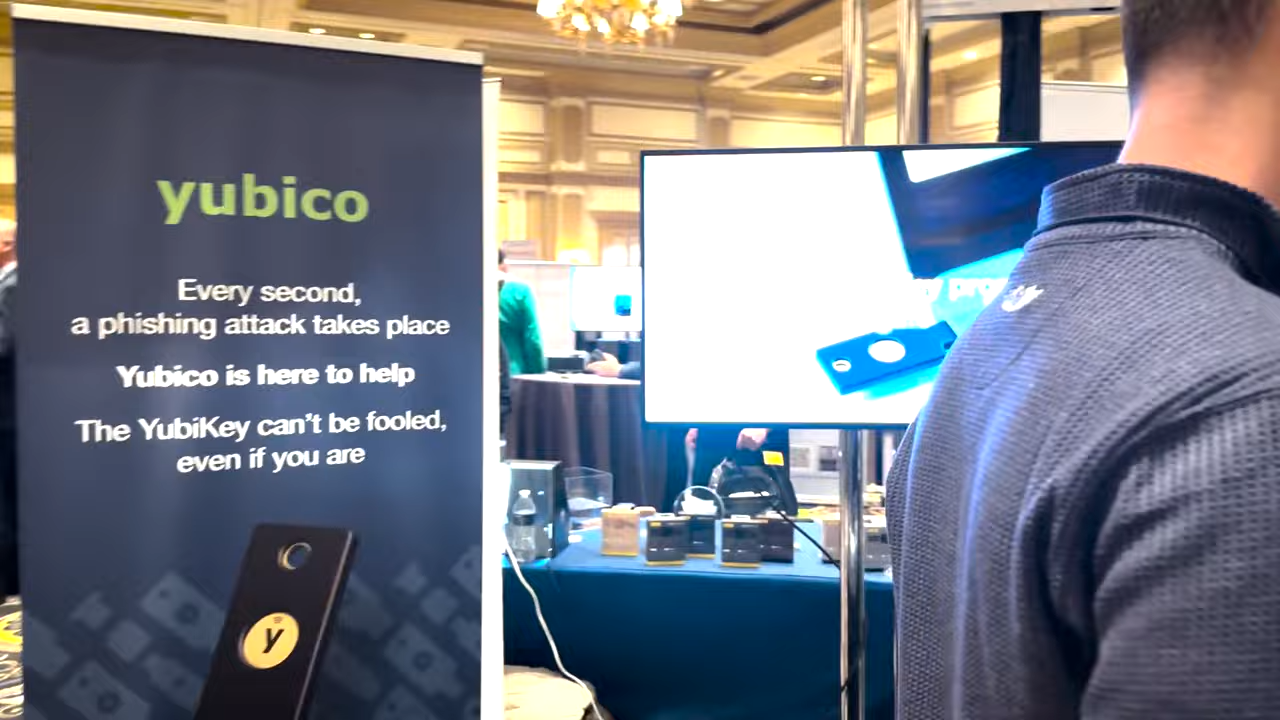 yubico
Every second,
a phishing attack takes place
Yubico is here to help
The YubiKey can't be fooled,
even if you are
y